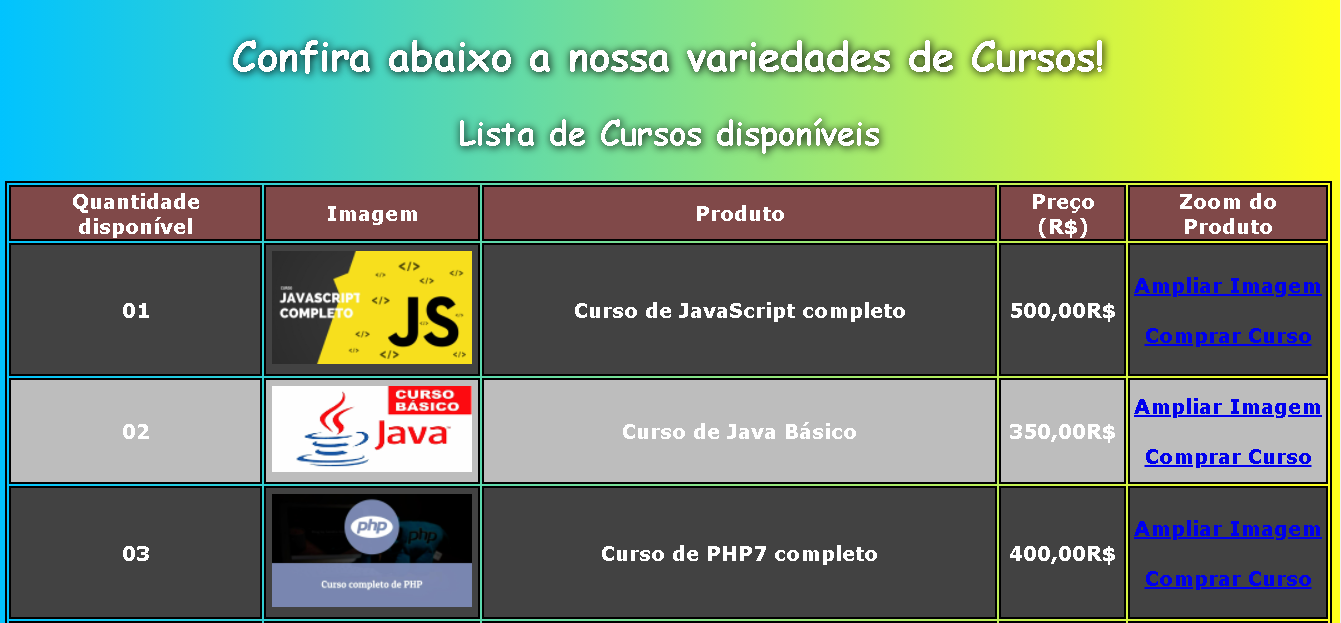 Confira abaixo a nossa variedades de Cursos!
Lista de Cursos disponíveis
Quantidade
disponível
Imagem
Produto
Preço
(R$)
Zoom do
Produto
01
JAVASCRIPT
COMPLETO
</>
</>
</>
</>
</>
JS
</>
</>
</>
</>
</>
Curso de JavaScript completo
500,00R$
Ampliar Imagem
Comprar Curso
02
CURSO
BÁSICO
Java
Curso de Java Básico
350,00R$
Ampliar Imagem
Comprar Curso
03
php
Curso completo de PHP
Curso de PHP7 completo
400,00R$
Ampliar Imagem
Comprar Curso